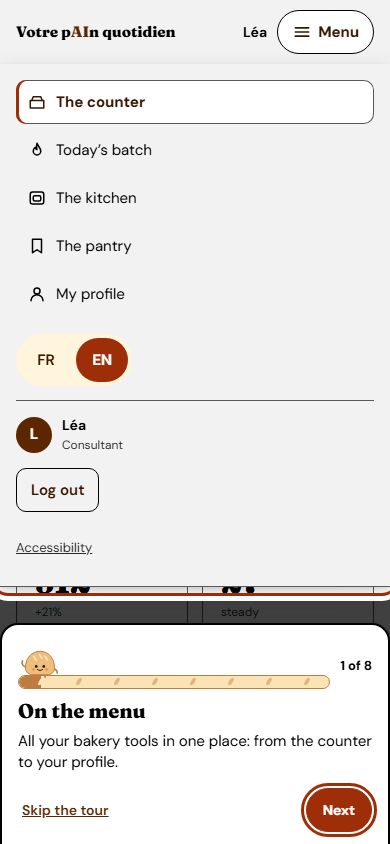 Votre pAIn quotidien
Léa
Menu
The counter
Today’s batch
The kitchen
The pantry
My profile
FR
EN
L
Léa
Consultant
Log out
Accessibility
+21%
steady
1 of 8
On the menu
All your bakery tools in one place: from the counter
to your profile.
Skip the tour
Next